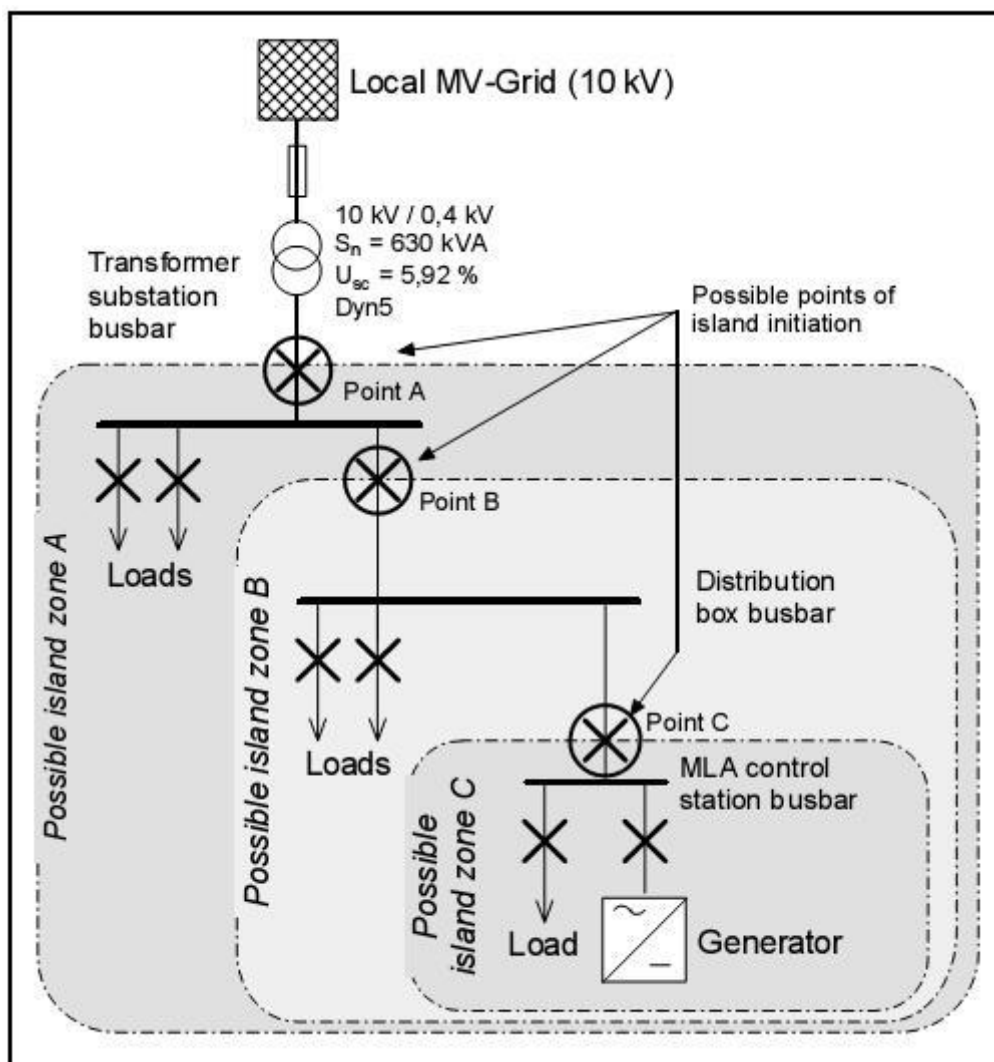 Local MV-Grid (10 kV)
10 kV / 0,4 kV
Sn = 630 kVA
Usc = 5,92 %
Dyn5
Transformer
substation
busbar
Possible points of
island initiation
Point A
Point B
Loads
Possible island zone A
Possible island zone B
Distribution
box busbar
Point C
Loads
MLA control
station busbar
Possible
island zone C
Load
Generator